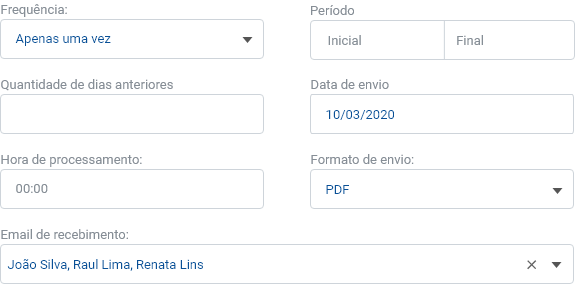 Frequência:
Período
Apenas uma vez
Inicial
Final
Quantidade de dias anteriores
Data de envio
10/03/2020
Hora de processamento:
Formato de envio:
00:00
PDF
Email de recebimento:
João Silva, Raul Lima, Renata Lins